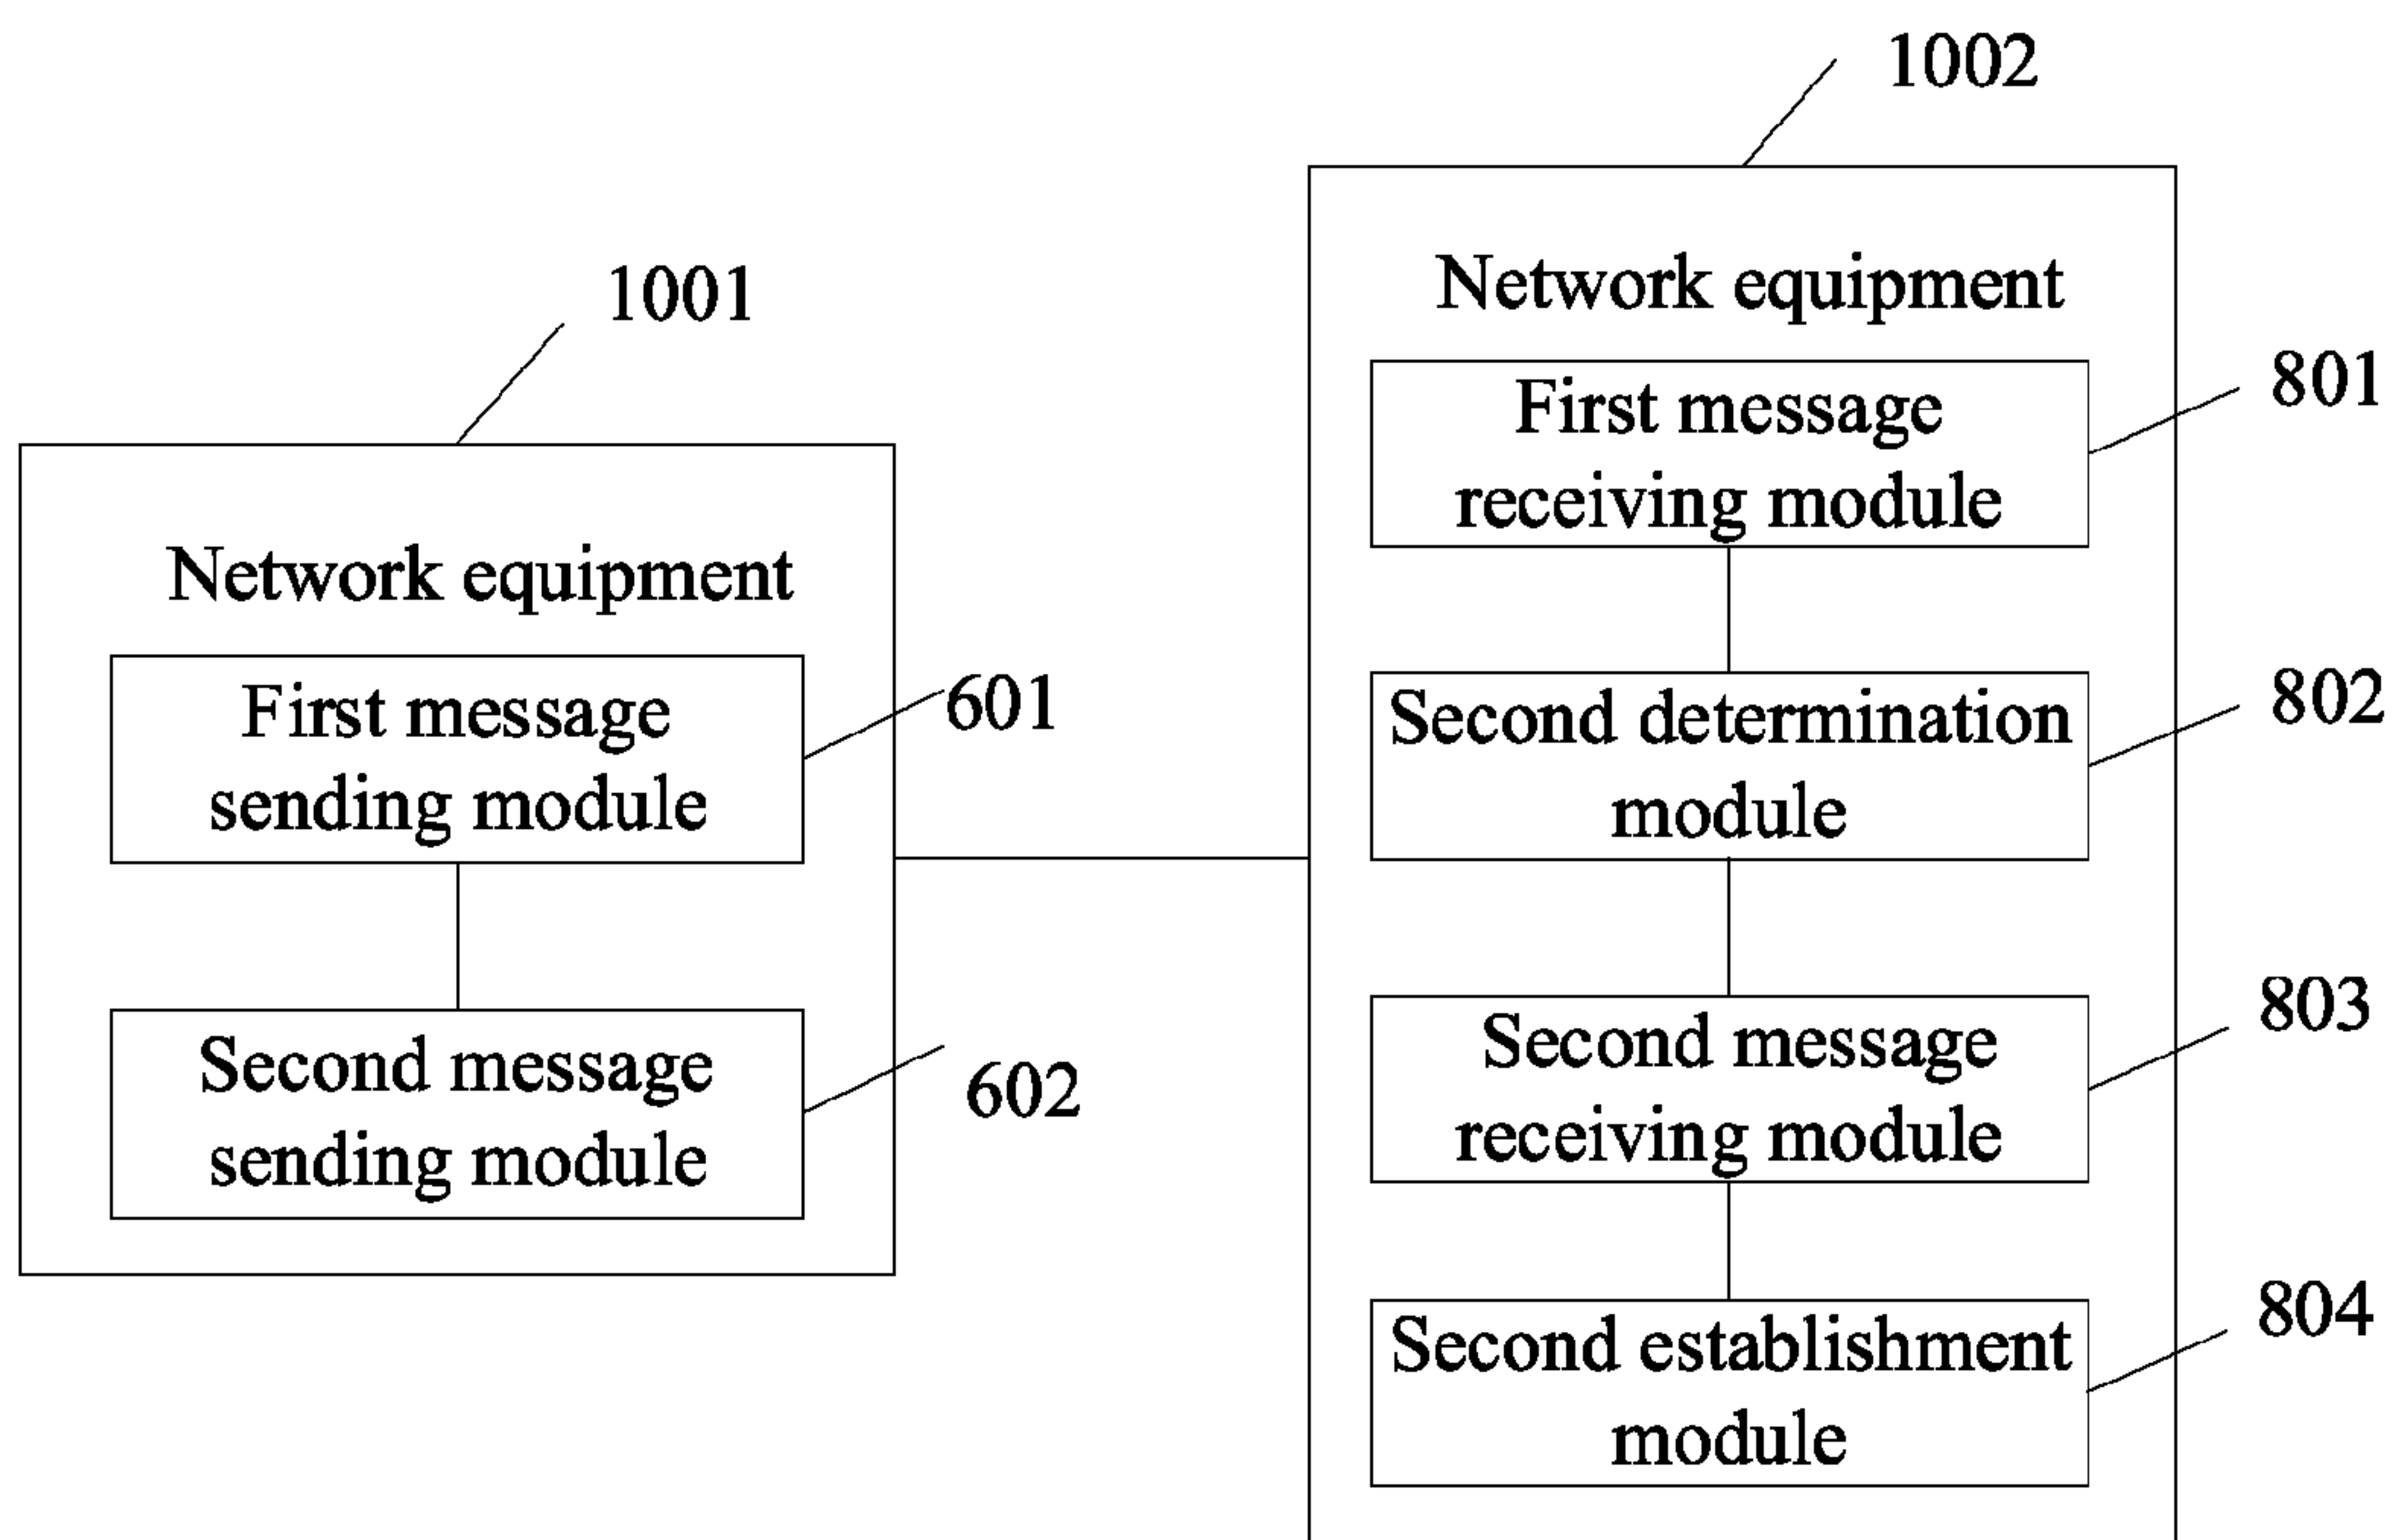 1001
Network equipment
First message
sending module
601
Second message
sending module
602
1002
Network equipment
First message
receiving module
801
Second determination
module
802
Second message
receiving module
803
Second establishment
module
804